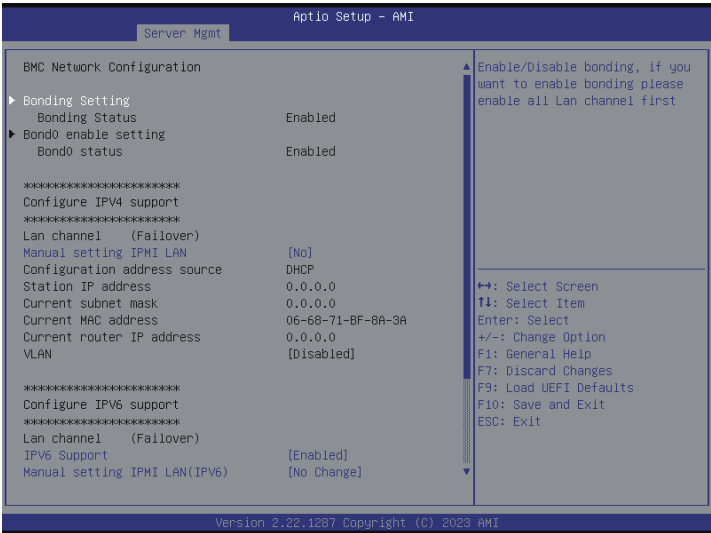 Aptio Setup – AMI
Server Mgmt
BMC Network Configuration
Bonding Setting
Bonding Status Enabled
Bond0 enable setting
Bond0 status Enabled
***********************
Configure IPV4 support
***********************
Lan channel (Failover)
Manual setting IPMI LAN [No]
Configuration address source DHCP
Station IP address 0.0.0.0
Current subnet mask 0.0.0.0
Current MAC address 06-68-71-BF-8A-3A
Current router IP address 0.0.0.0
VLAN [Disabled]
***********************
Configure IPV6 support
***********************
Lan channel (Failover)
IPV6 Support [Enabled]
Manual setting IPMI LAN(IPV6) [No Change]
Enable/Disable bonding, if you
want to enable bonding please
enable all Lan channel first
↔: Select Screen
↑↓: Select Item
Enter: Select
+/-: Change Option
F1: General Help
F7: Discard Changes
F9: Load UEFI Defaults
F10: Save and Exit
ESC: Exit
Version 2.22.1287 Copyright (C) 2023 AMI